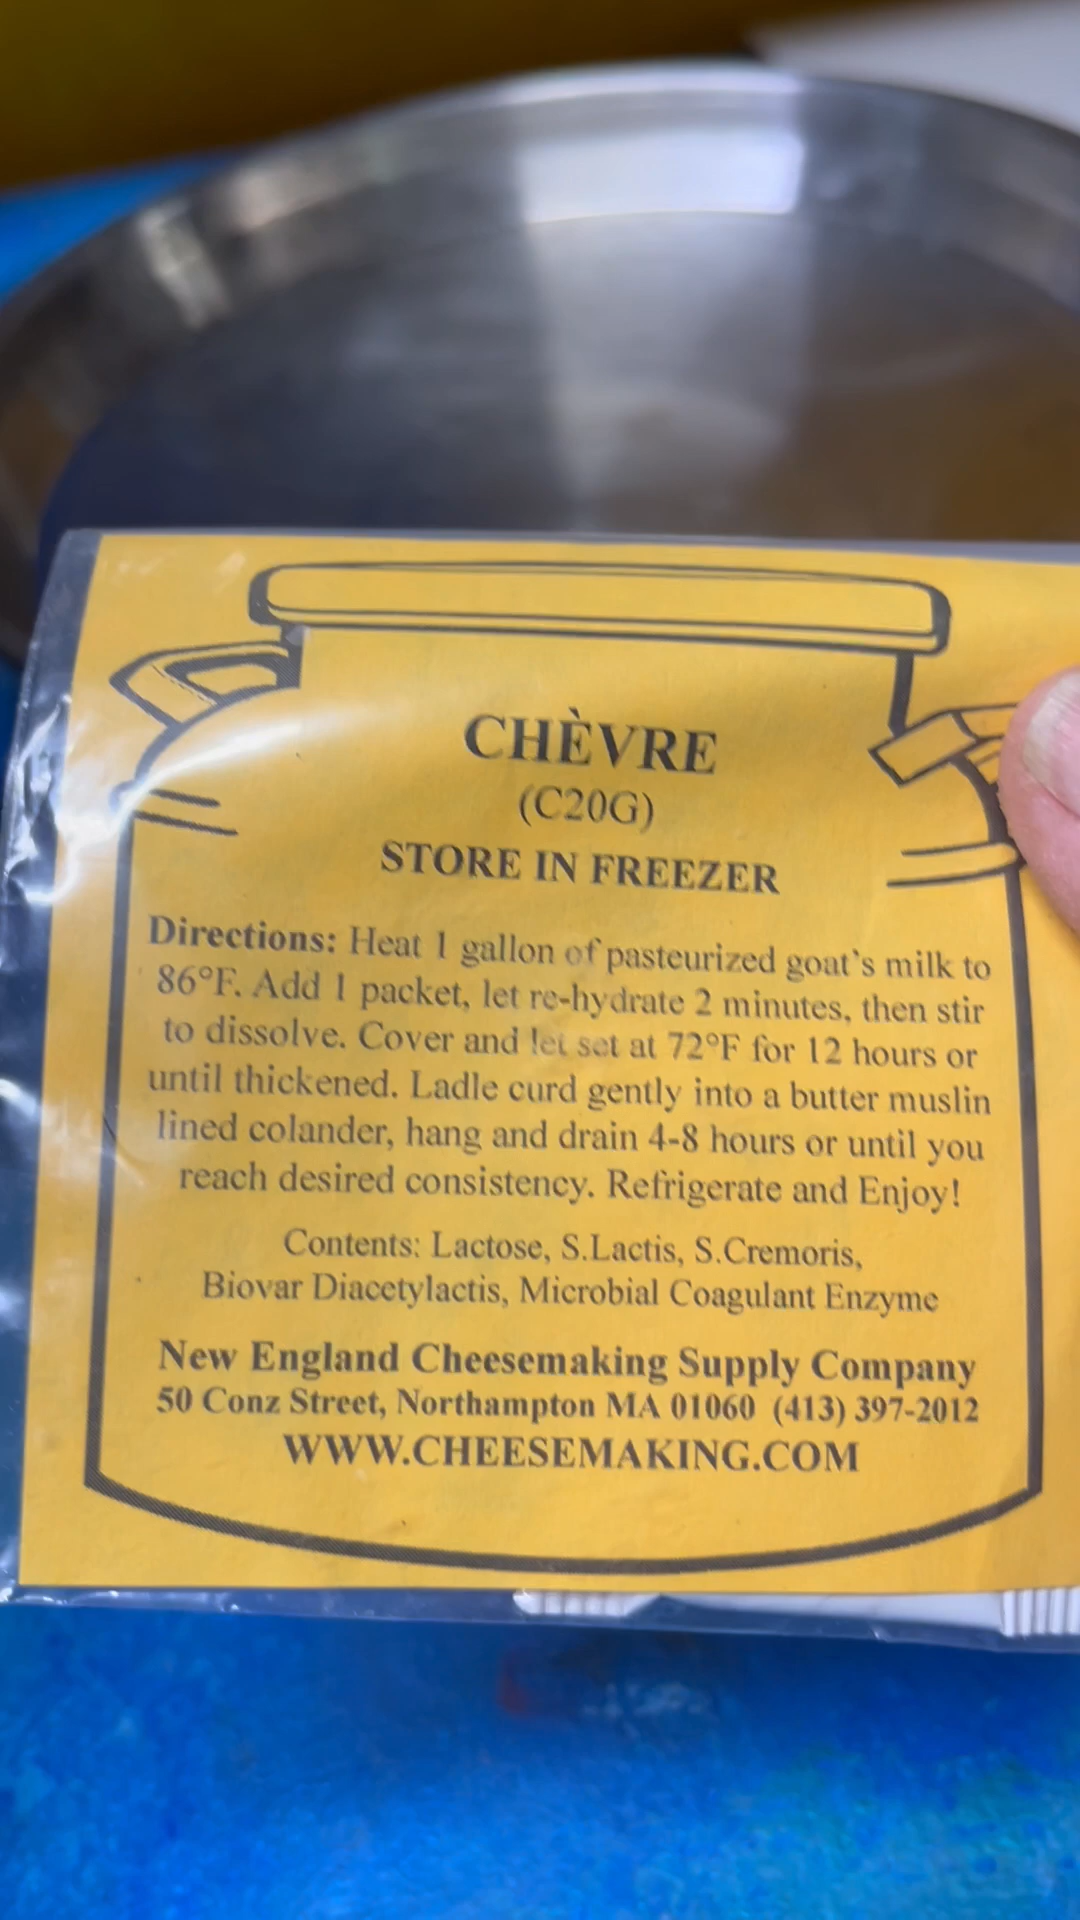 CHÈVRE
(C20G)
STORE IN FREEZER
Directions: Heat 1 gallon of pasteurized goat's milk to
86°F. Add 1 packet, let re-hydrate 2 minutes, then stir
to dissolve. Cover and let set at 72°F for 12 hours or
until thickened. Ladle curd gently into a butter muslin
lined colander, hang and drain 4-8 hours or until you
reach desired consistency. Refrigerate and Enjoy!
Contents: Lactose, S.Lactis, S.Cremoris,
Biovar Diacetylactis, Microbial Coagulant Enzyme
New England Cheesemaking Supply Company
50 Conz Street, Northampton MA 01060 (413) 397-2012
WWW.CHEESEMAKING.COM